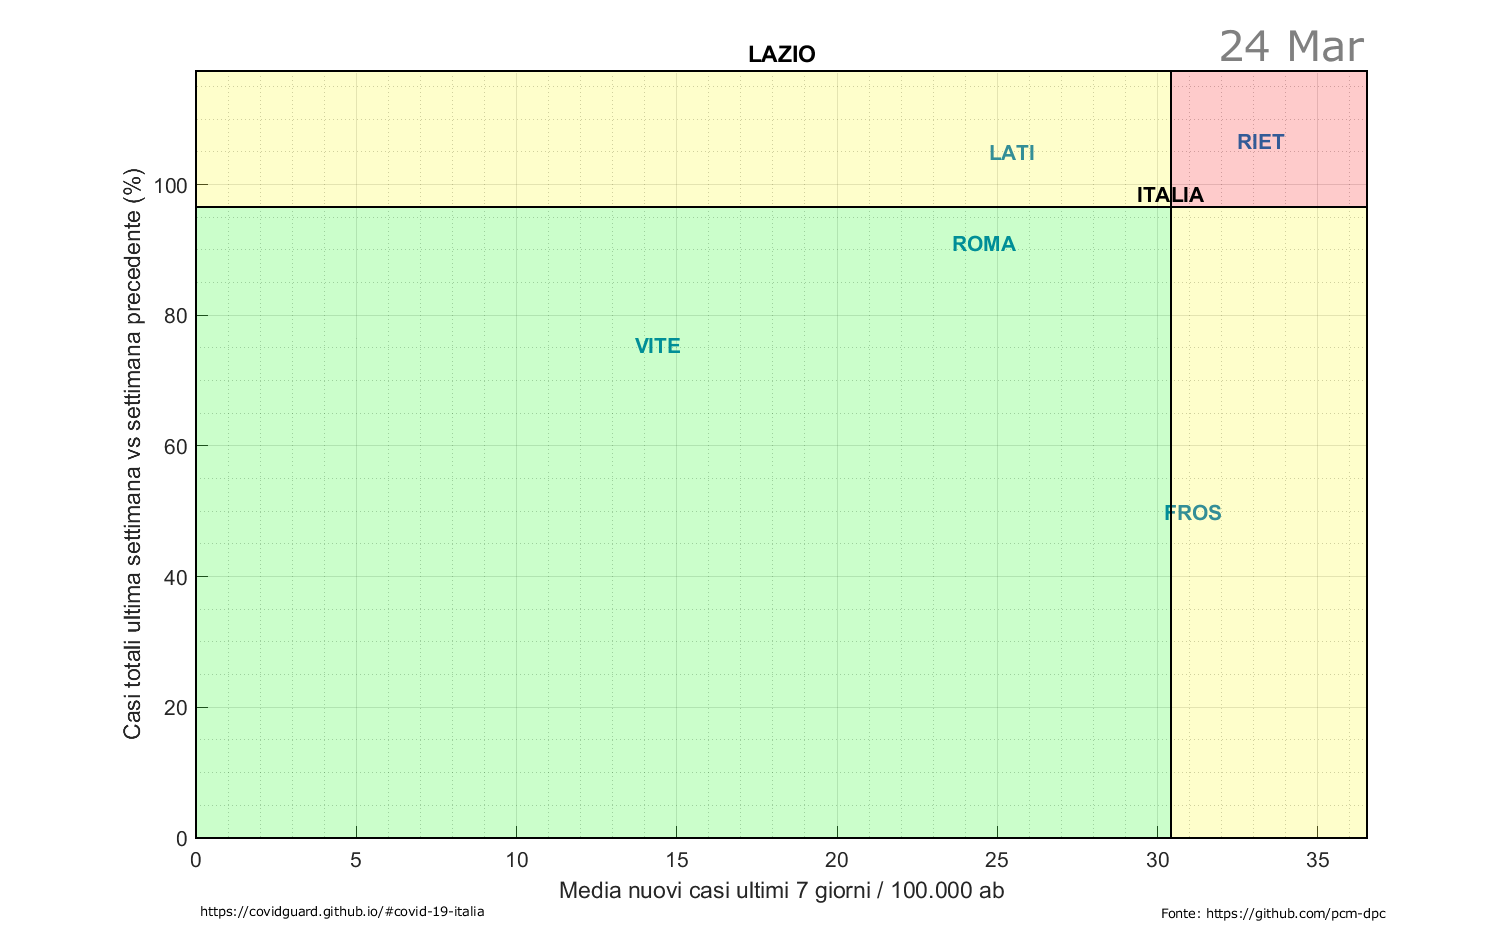 24 Mar
LAZIO
RIET
LATI
100
ITALIA
ROMA
80
VITE
60
FROS
40
20
0
Casi totali ultima settimana vs settimana precedente (%)
0 5 10 15 20 25 30 35
Media nuovi casi ultimi 7 giorni / 100.000 ab
https://covidguard.github.io/#covid-19-italia
Fonte: https://github.com/pcm-dpc